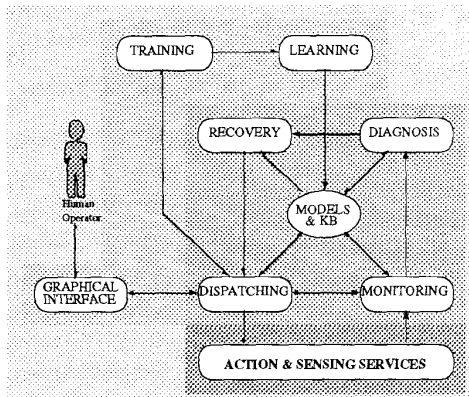 TRAINING
LEARNING
RECOVERY
DIAGNOSIS
Human
Operator
MODELS
& KB
GRAPHICAL
INTERFACE
DISPATCHING
MONITORING
ACTION & SENSING SERVICES